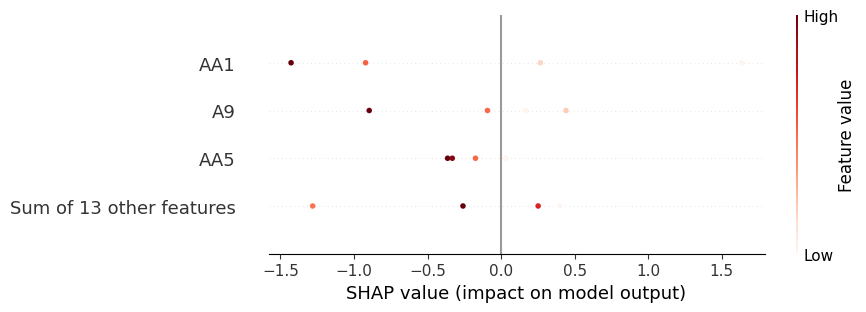 High
AA1
A9
AA5
Sum of 13 other features
Feature value
Low
−1.5 −1.0 −0.5 0.0 0.5 1.0 1.5
SHAP value (impact on model output)